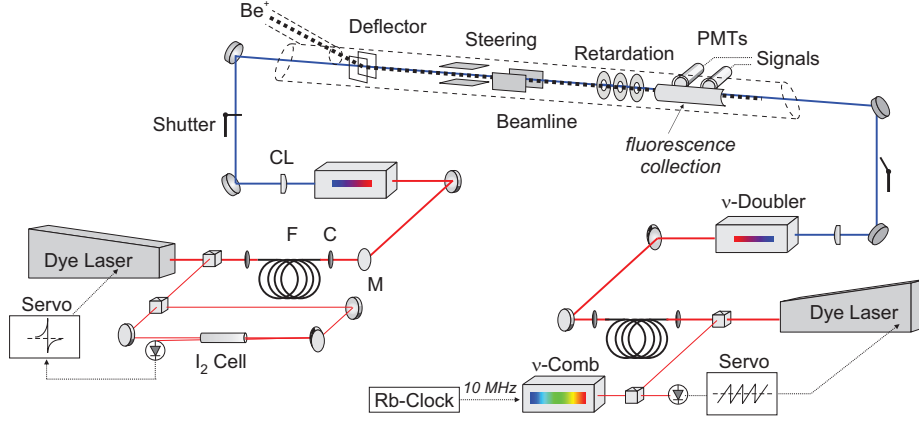 Be+
Deflector
Steering
Retardation
PMTs
Signals
Beamline
fluorescence
collection
Shutter
CL
ν-Doubler
Dye Laser
F
C
M
Servo
I2 Cell
Dye Laser
ν-Comb
Servo
Rb-Clock
10 MHz